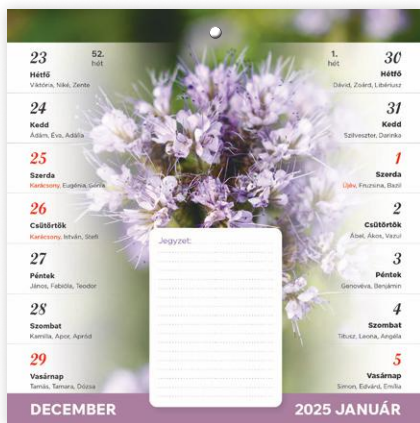 23
52.
hét
Hétfő
Viktória, Niké, Zente
24
Kedd
Ádám, Éva, Adália
25
Szerda
Karácsony, Eugénia, Génia
26
Csütörtök
Karácsony, István, Stefi
27
Péntek
János, Fabióla, Teodor
28
Szombat
Kamilla, Apor, Apród
29
Vasárnap
Tamás, Tamara, Dózsa
DECEMBER
Jegyzet:
1.
hét
30
Hétfő
Dávid, Zoárd, Libériusz
31
Kedd
Szilveszter, Darinka
1
Szerda
Újév, Fruzsina, Bazil
2
Csütörtök
Ábel, Ákos, Vazul
3
Péntek
Genovéva, Benjámin
4
Szombat
Titusz, Leona, Angéla
5
Vasárnap
Simon, Edvárd, Emília
2025 JANUÁR